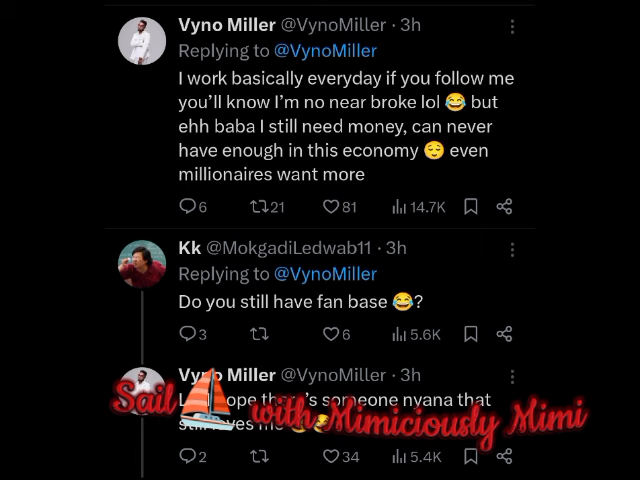 Vyno Miller @VynoMiller · 3h
Replying to @VynoMiller
I work basically everyday if you follow me
you'll know I'm no near broke lol 😂 but
ehh baba I still need money, can never
have enough in this economy 😌 even
millionaires want more
6 21 81 14.7K
Kk @MokgadiLedwab11 · 3h
Replying to @VynoMiller
Do you still have fan base 😂?
3 6 5.6K
Vyno Miller @VynoMiller · 3h
someone nyana that
Sail ⛵ with Mimiciously Mimi
2 34 5.4K